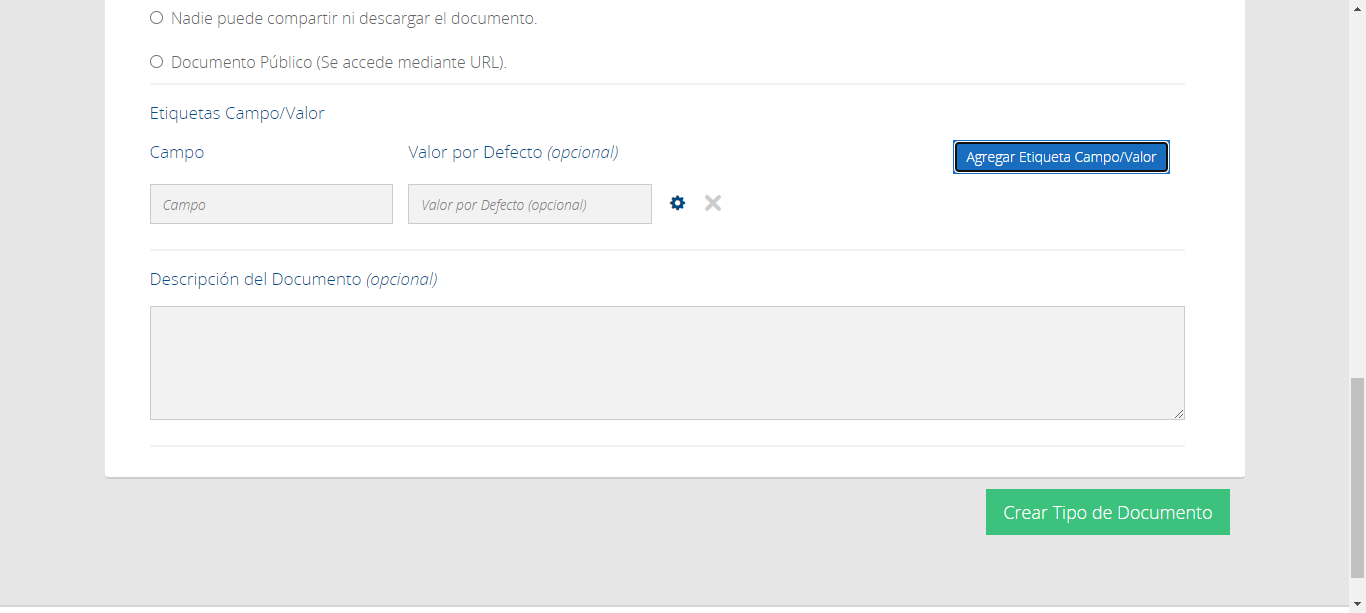 Nadie puede compartir ni descargar el documento.
Documento Público (Se accede mediante URL).
Etiquetas Campo/Valor
Campo
Valor por Defecto (opcional)
Agregar Etiqueta Campo/Valor
Campo
Valor por Defecto (opcional)
Descripción del Documento (opcional)
Crear Tipo de Documento